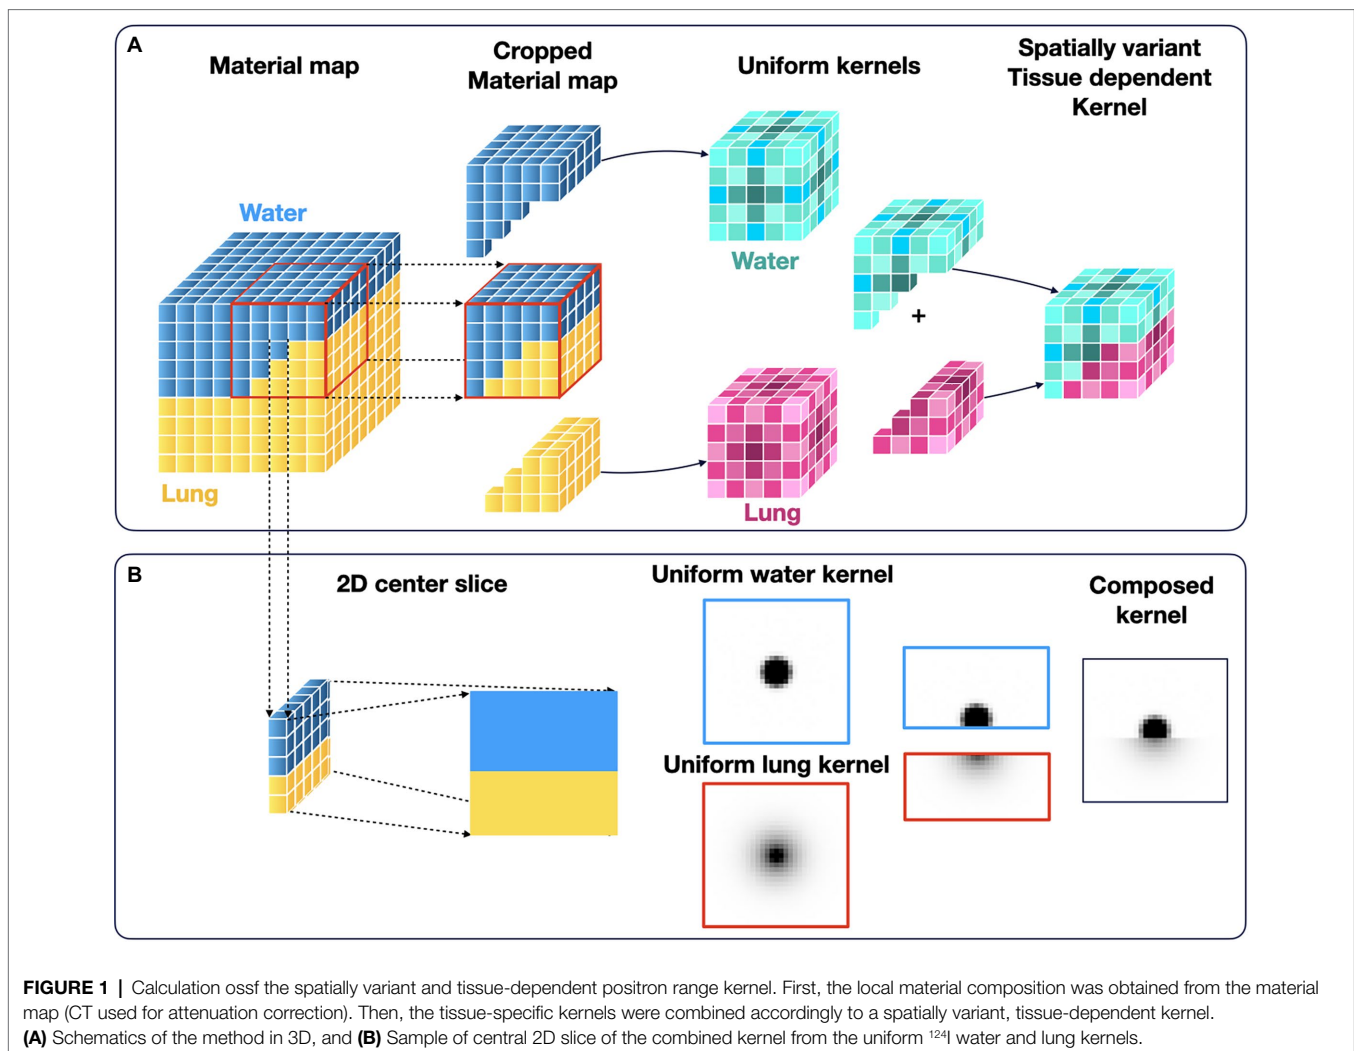 A
Material map
Cropped
Material map
Uniform kernels
Spatially variant
Tissue dependent
Kernel
Water
Water
+
Lung
Lung
B
2D center slice
Uniform water kernel
Composed
kernel
Uniform lung kernel
FIGURE 1 | Calculation ossf the spatially variant and tissue-dependent positron range kernel. First, the local material composition was obtained from the material
map (CT used for attenuation correction). Then, the tissue-specific kernels were combined accordingly to a spatially variant, tissue-dependent kernel.
(A) Schematics of the method in 3D, and (B) Sample of central 2D slice of the combined kernel from the uniform ¹²⁴I water and lung kernels.